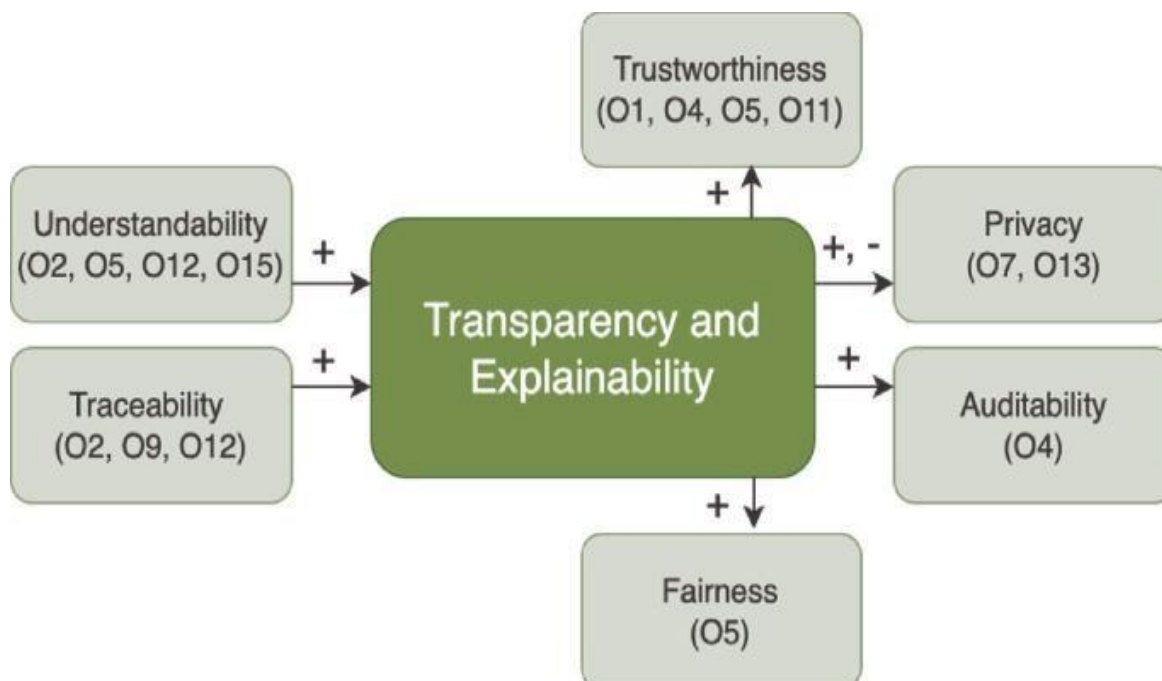 Trustworthiness
(O1, O4, O5, O11)
+
Understandability
(O2, O5, O12, O15)
+
Traceability
(O2, O9, O12)
+
Transparency and
Explainability
+, -
Privacy
(O7, O13)
+
Auditability
(O4)
+
Fairness
(O5)